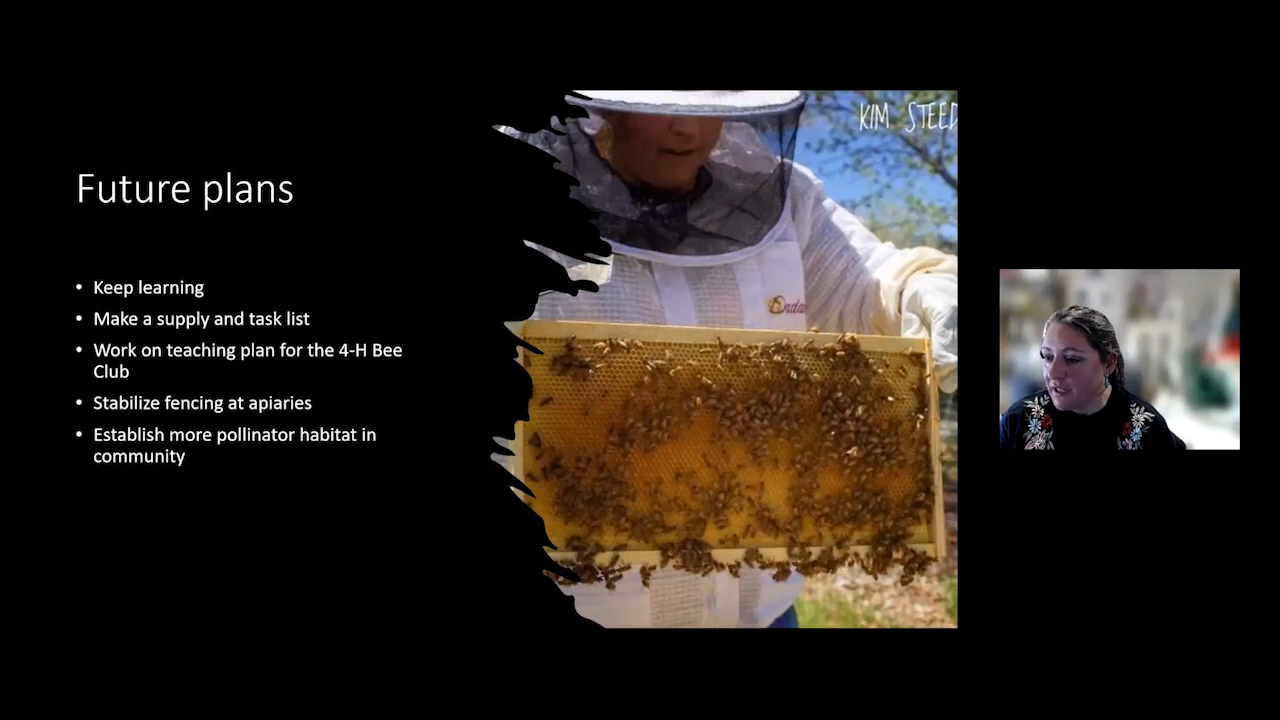 KIM STEED
Future plans
• Keep learning
• Make a supply and task list
• Work on teaching plan for the 4-H Bee
Club
• Stabilize fencing at apiaries
• Establish more pollinator habitat in
community